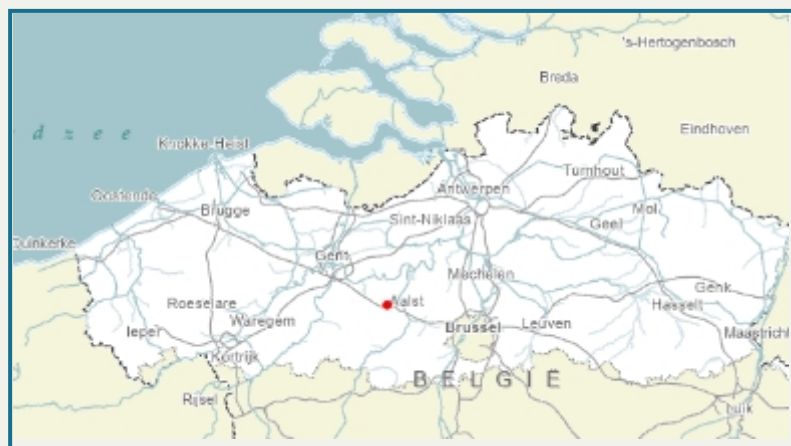 's-Hertogenbosch
Breda
d z e e
Eindhoven
Knokke-Heist
Turnhout
Antwerpen
Oostende
Mol
Brugge
Sint-Niklaas
Geel
Duinkerke
Gent
Mechelen
Genk
Roeselare
Aalst
Hasselt
Ieper
Waregem
Brussel
Leuven
Maastricht
Kortrijk
BELGIË
Rijsel
Luik